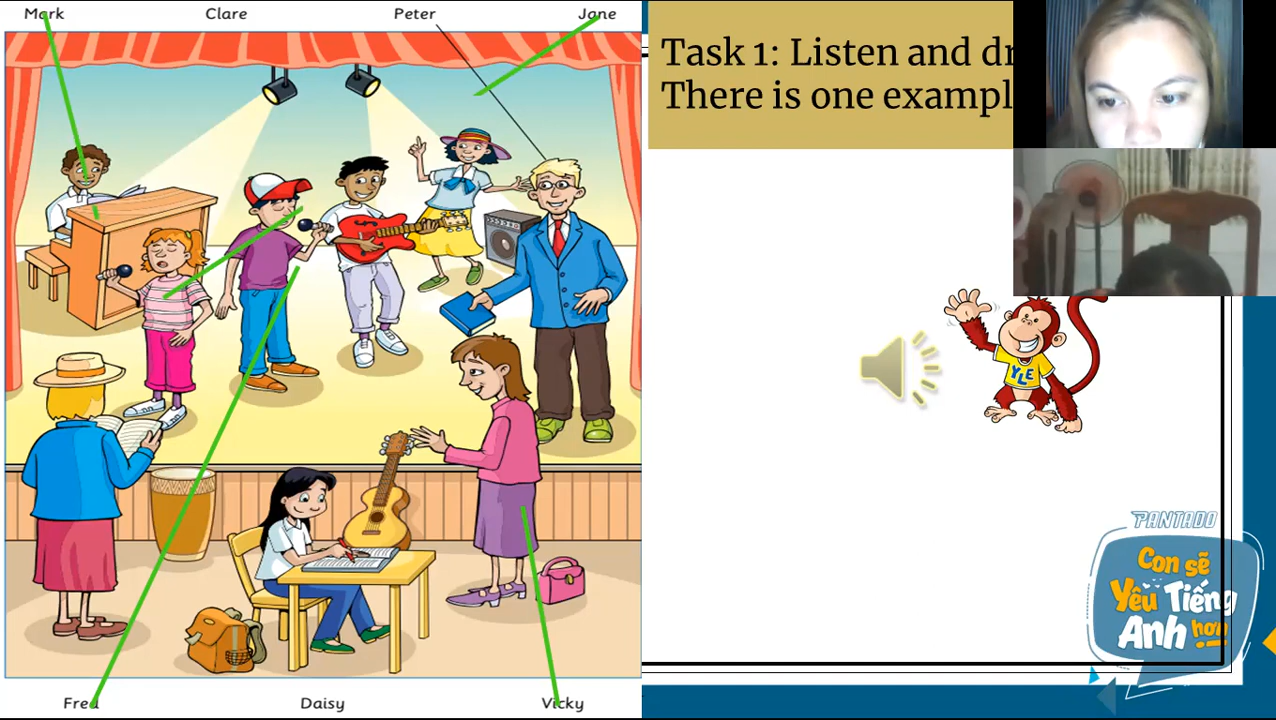 Mark Clare Peter Jane
Task 1: Listen and dr
There is one exampl
YLE
PANTADO
Con sẽ
Yêu Tiếng
Anh hơn
Fred Daisy Vicky